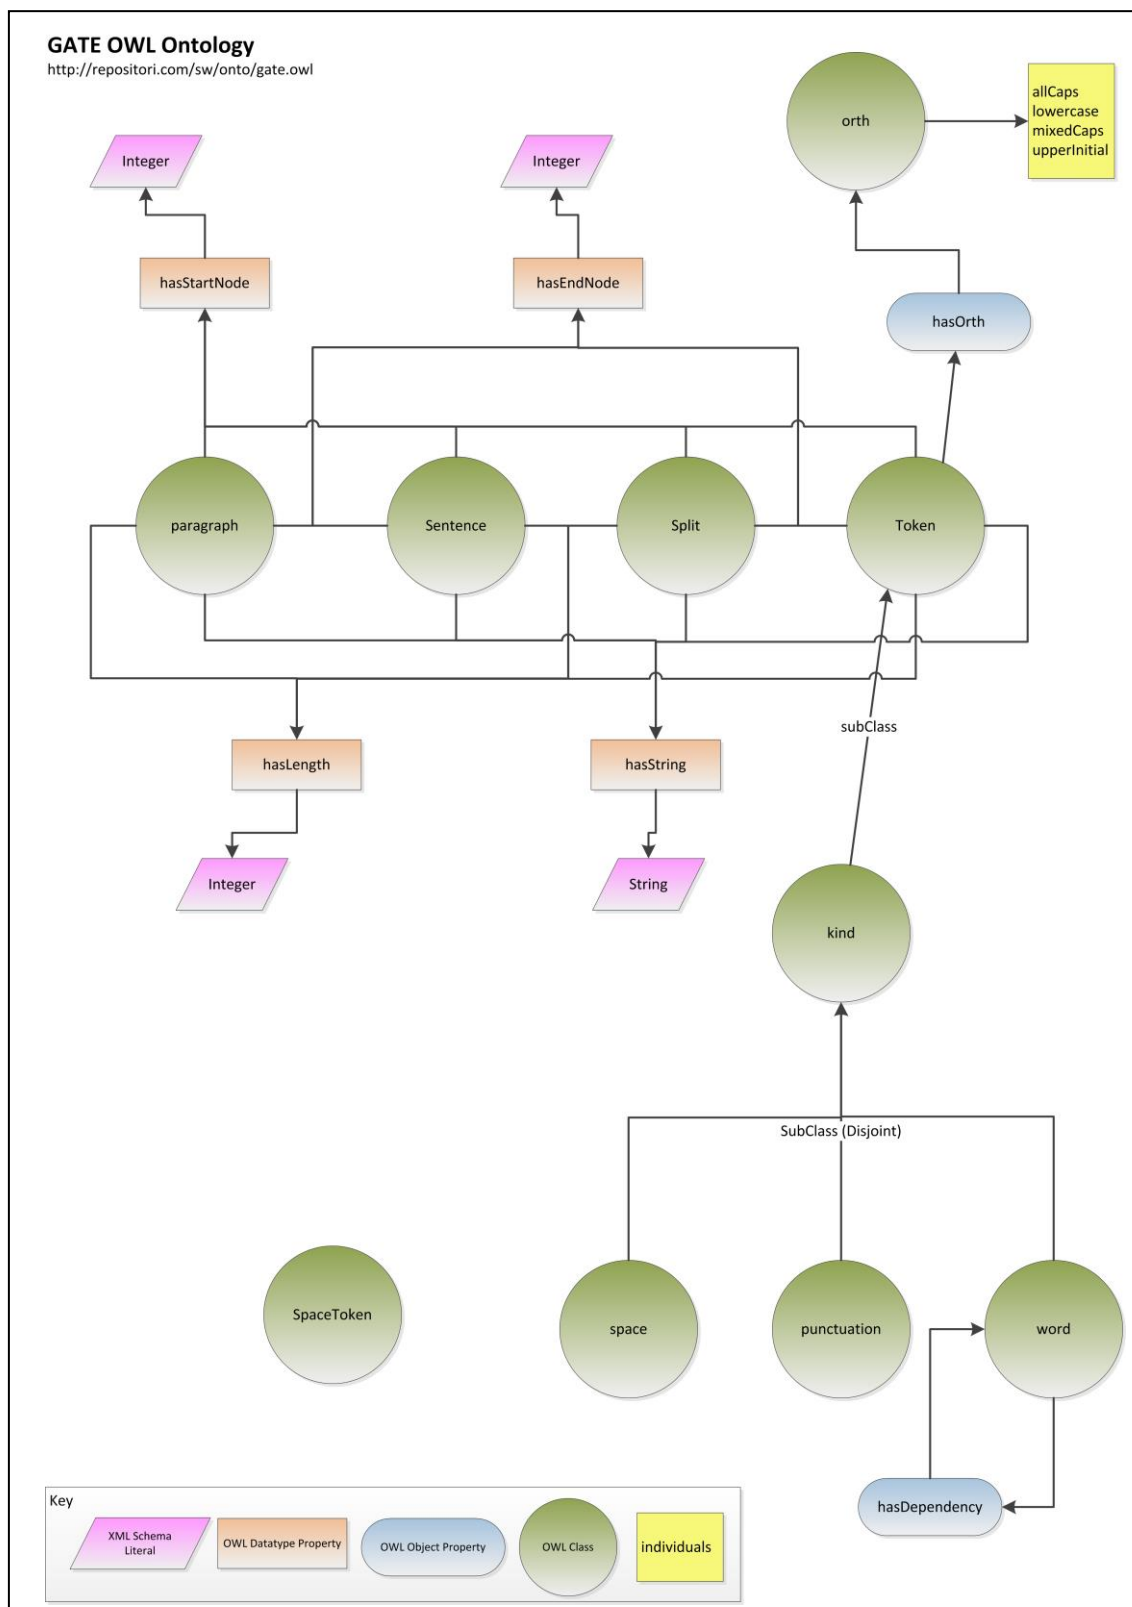 GATE OWL Ontology
http://repositori.com/sw/onto/gate.owl
orth
allCaps
lowercase
mixedCaps
upperInitial
Integer
Integer
hasStartNode
hasEndNode
hasOrth
paragraph
Sentence
Split
Token
subClass
hasLength
hasString
Integer
String
kind
SubClass (Disjoint)
SpaceToken
space
punctuation
word
hasDependency
Key
XML Schema
Literal
OWL Datatype Property
OWL Object Property
OWL Class
individuals